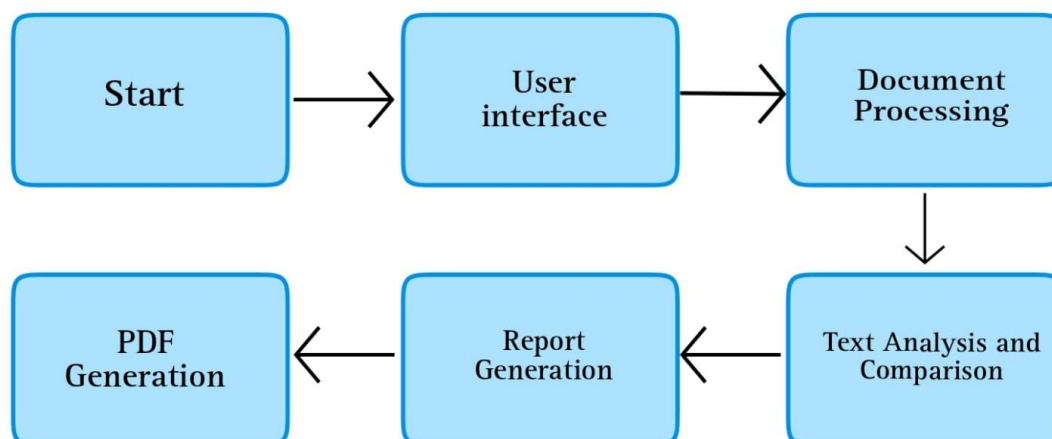 Start
User
interface
Document
Processing
Text Analysis and
Comparison
Report
Generation
PDF
Generation